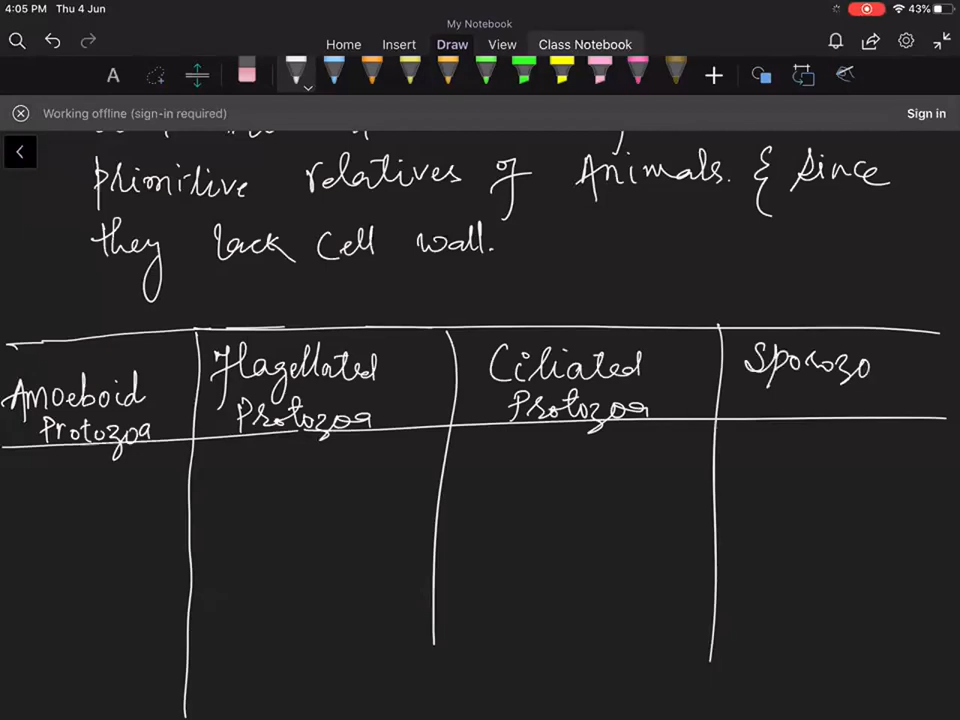 4:05 PM Thu 4 Jun
43%
My Notebook
Home Insert Draw View Class Notebook
A
Working offline (sign-in required) Sign in
primitive relatives of Animals. { Since
they lack cell wall.
Amoeboid Protozoa
Flagellated Protozoa
Ciliated Protozoa
Sporozo